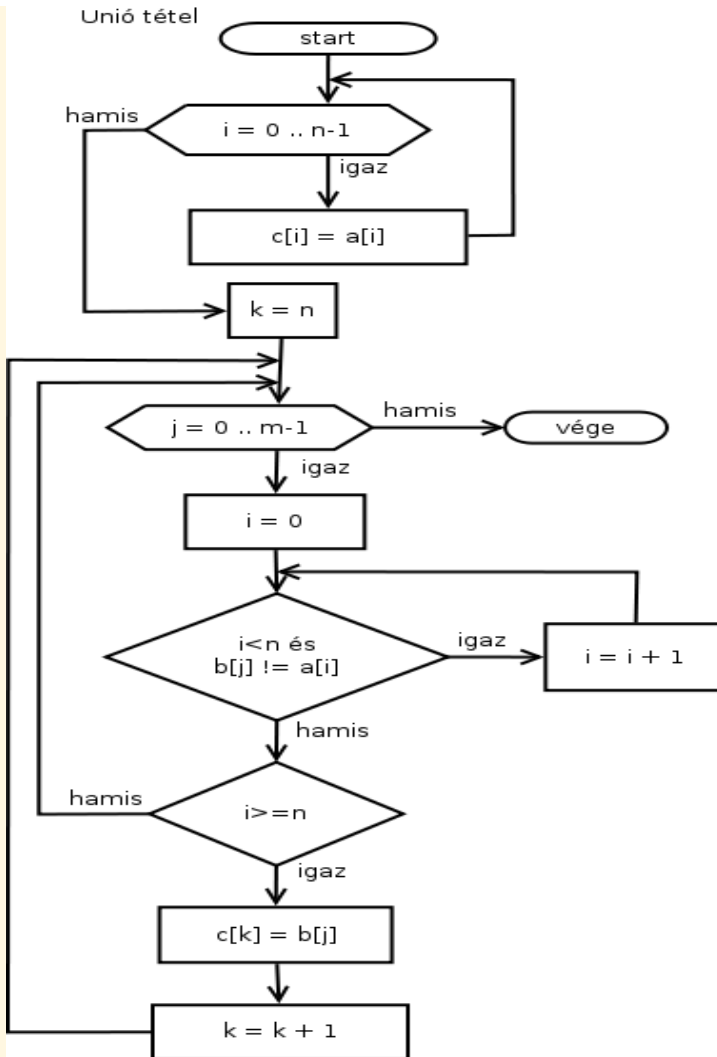 Unió tétel
start
hamis
i = 0 .. n-1
igaz
c[i] = a[i]
k = n
j = 0 .. m-1
hamis
vége
igaz
i = 0
i<n és
b[j] != a[i]
igaz
i = i + 1
hamis
hamis
i>=n
igaz
c[k] = b[j]
k = k + 1